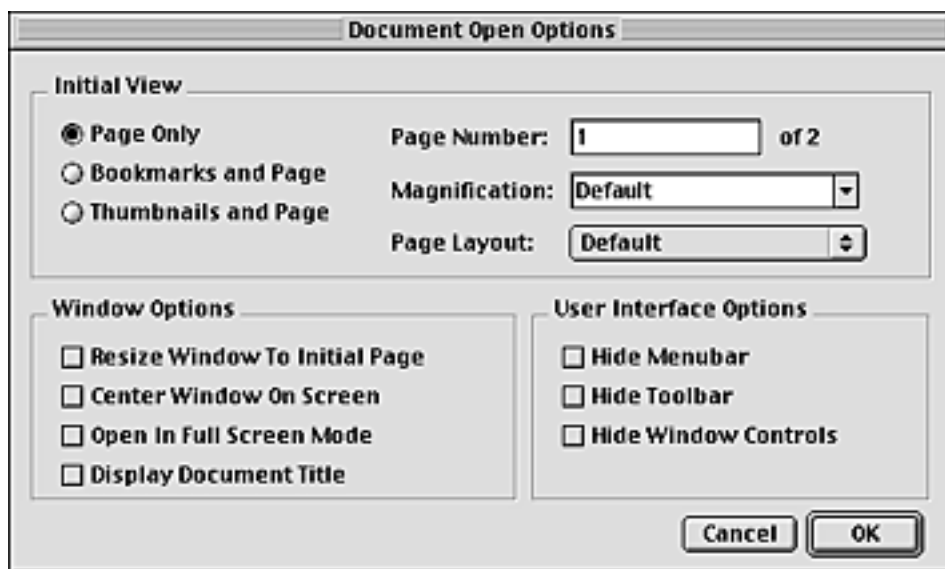 Document Open Options
Initial View
Page Only
Bookmarks and Page
Thumbnails and Page
Page Number: 1 of 2
Magnification: Default
Page Layout: Default
Window Options
Resize Window To Initial Page
Center Window On Screen
Open In Full Screen Mode
Display Document Title
User Interface Options
Hide Menubar
Hide Toolbar
Hide Window Controls
Cancel OK